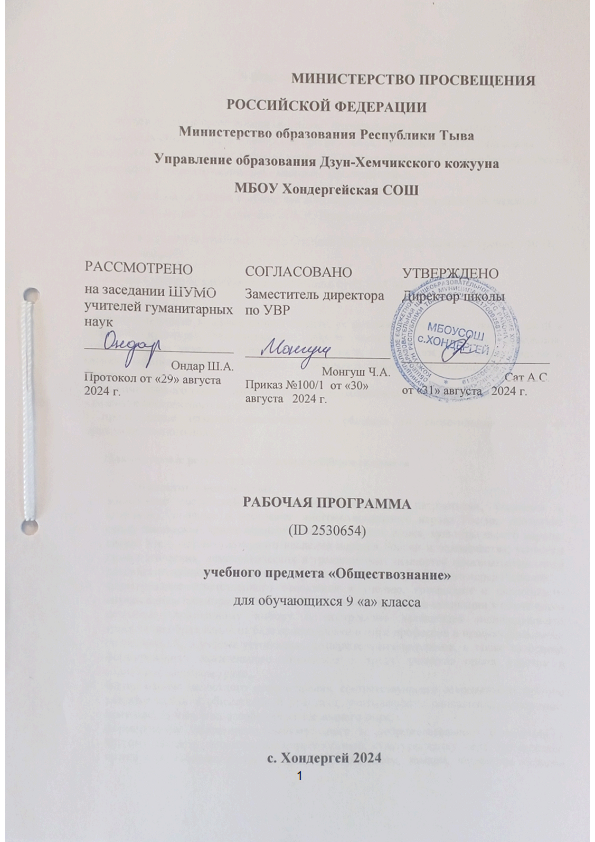 МИНИСТЕРСТВО ПРОСВЕЩЕНИЯ
РОССИЙСКОЙ ФЕДЕРАЦИИ
Министерство образования Республики Тыва
Управление образования Дзун-Хемчикского кожууна
МБОУ Хондергейская СОШ
РАССМОТРЕНО
на заседании ШУМО
учителей гуманитарных
наук
Ондар
Ондар Ш.А.
Протокол от «29» августа
2024 г.
СОГЛАСОВАНО
Заместитель директора
по УВР
Монгуш
Монгуш Ч.А.
Приказ №100/1 от «30»
августа 2024 г.
УТВЕРЖДЕНО
Директор школы
МБОУСОШ
с.ХОНДЕРГЕЙ
Сат А С
от «31» августа 2024 г.
РАБОЧАЯ ПРОГРАММА
(ID 2530654)
учебного предмета «Обществознание»
для обучающихся 9 «а» класса
с. Хондергей 2024
1